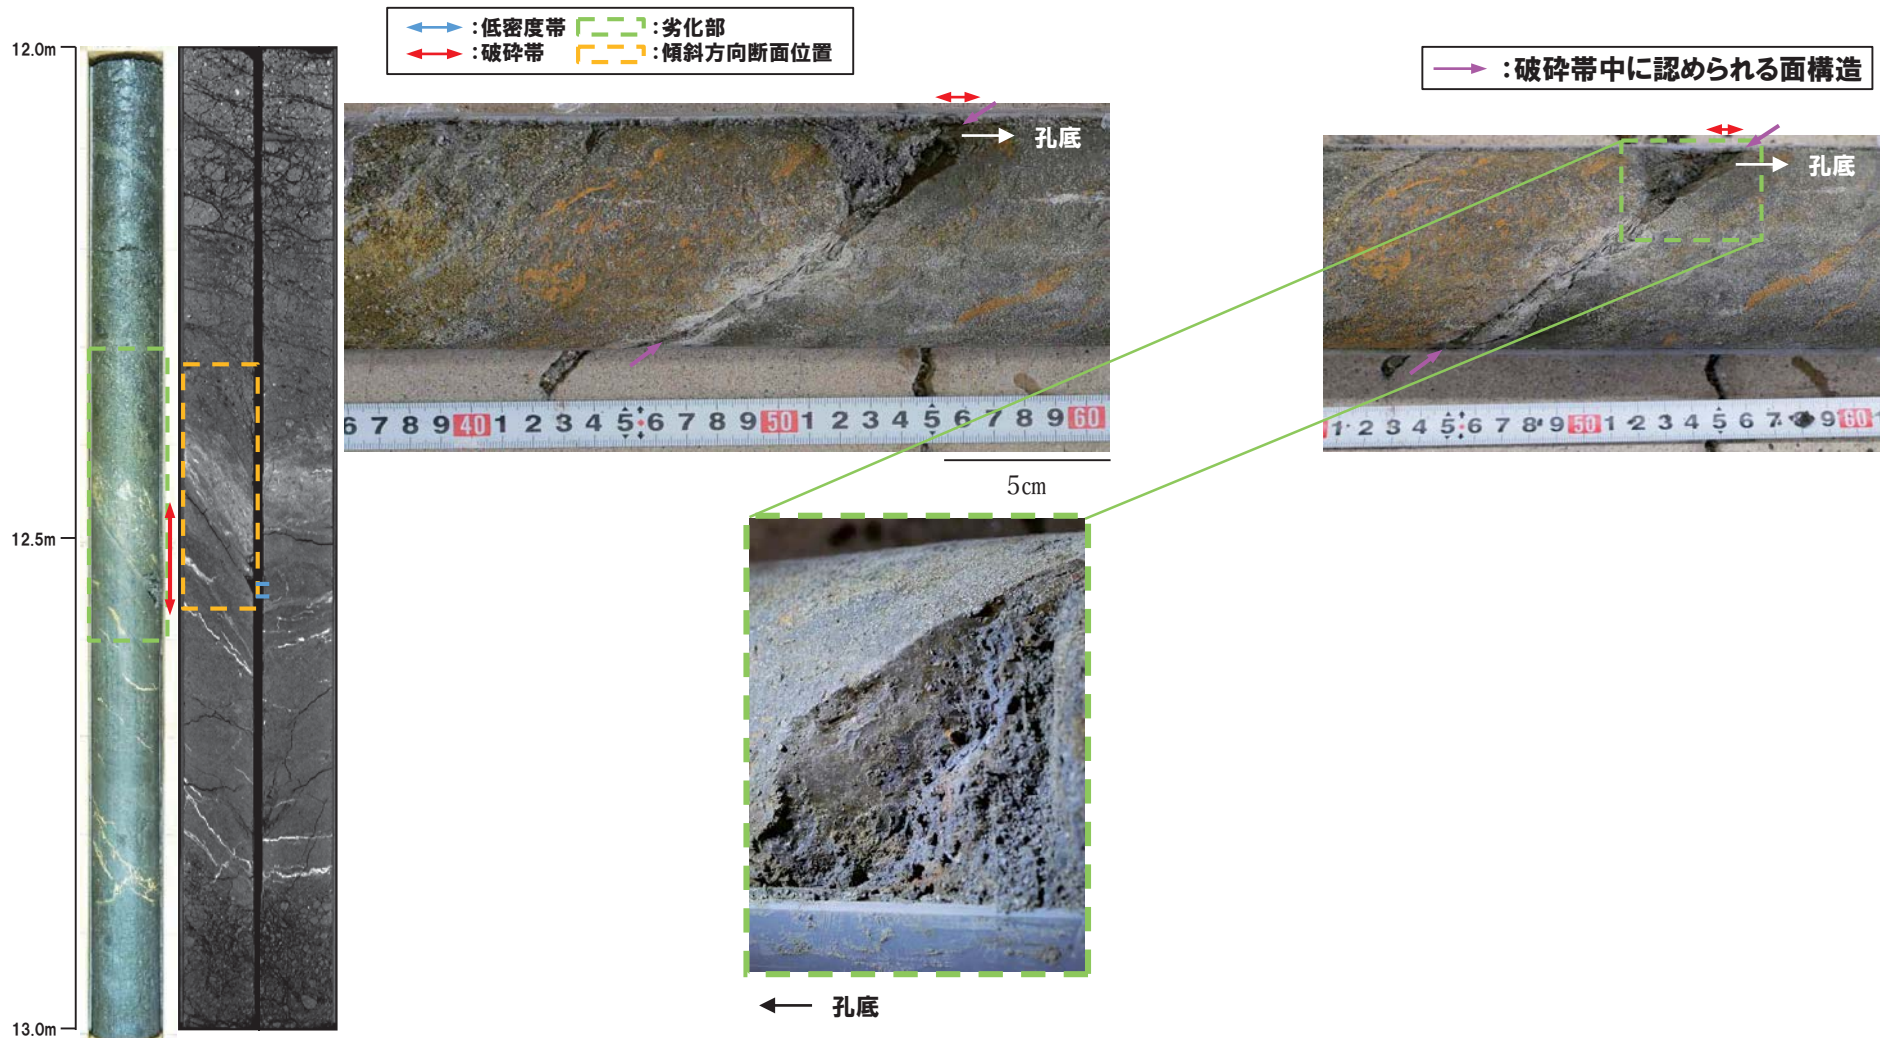 :低密度帯
:劣化部
:破砕帯
:傾斜方向断面位置
:破砕帯中に認められる面構造
12.0m
12.5m
13.0m
孔底
孔底
6 7 8 9 40 1 2 3 4 5 6 7 8 9 50 1 2 3 4 5 6 7 8 9 60
1 2 3 4 5 6 7 8 9 50 1 2 3 4 5 6 7 9 60
5cm
孔底